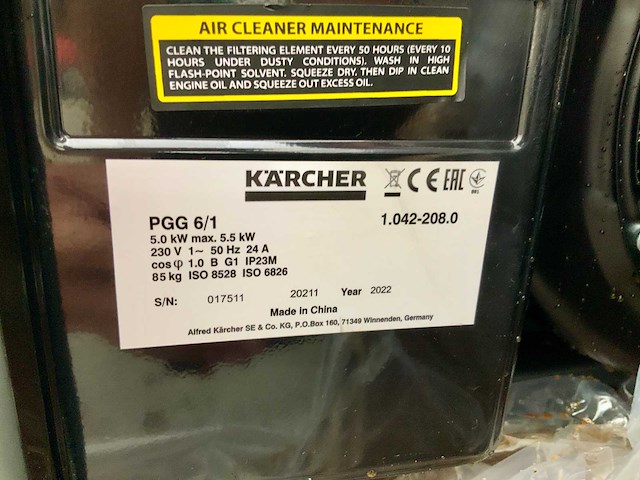 AIR CLEANER MAINTENANCE
CLEAN THE FILTERING ELEMENT EVERY 50 HOURS (EVERY 10
HOURS UNDER DUSTY CONDITIONS). WASH IN HIGH
FLASH-POINT SOLVENT. SQUEEZE DRY. THEN DIP IN CLEAN
ENGINE OIL AND SQUEEZE OUT EXCESS OIL.
KÄRCHER CE EAC
PGG 6/1 1.042-208.0
5.0 kW max. 5.5 kW
230 V 1~ 50 Hz 24 A
cos φ 1.0 B G1 IP23M
85 kg ISO 8528 ISO 6826
S/N: 017511 20211 Year 2022
Made in China
Alfred Kärcher SE & Co. KG, P.O.Box 160, 71349 Winnenden, Germany